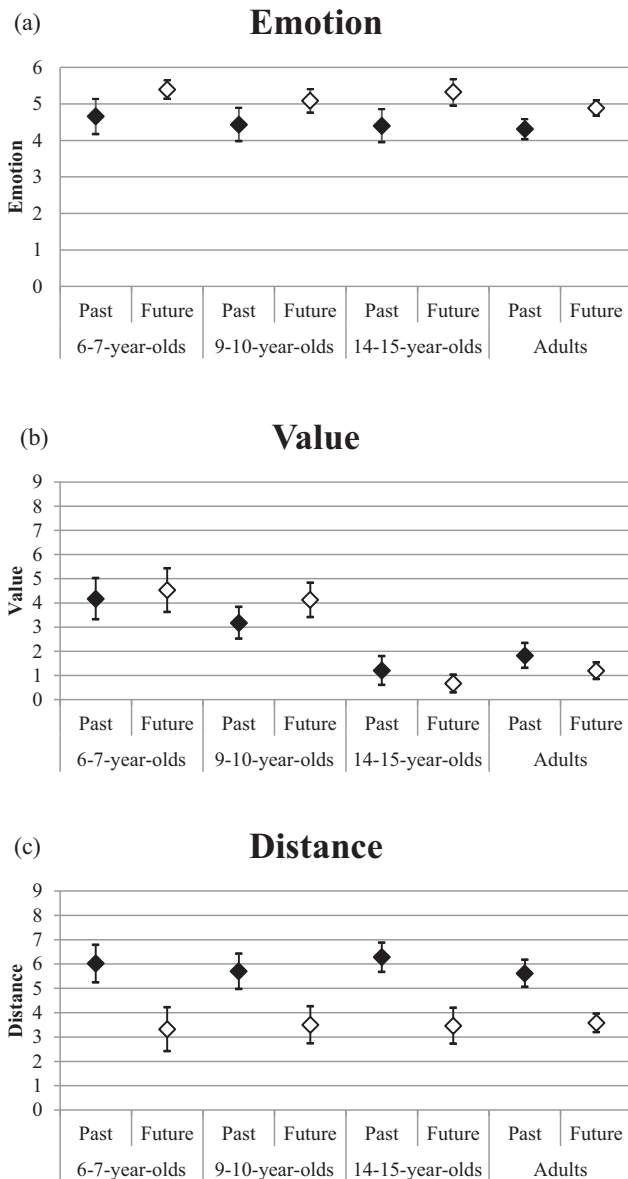 (a) Emotion
6
5
4
3
2
1
0
Emotion
Past Future Past Future Past Future Past Future
6-7-year-olds 9-10-year-olds 14-15-year-olds Adults
(b) Value
9
8
7
6
5
4
3
2
1
0
Value
Past Future Past Future Past Future Past Future
6-7-year-olds 9-10-year-olds 14-15-year-olds Adults
(c) Distance
9
8
7
6
5
4
3
2
1
0
Distance
Past Future Past Future Past Future Past Future
6-7-year-olds 9-10-year-olds 14-15-year-olds Adults